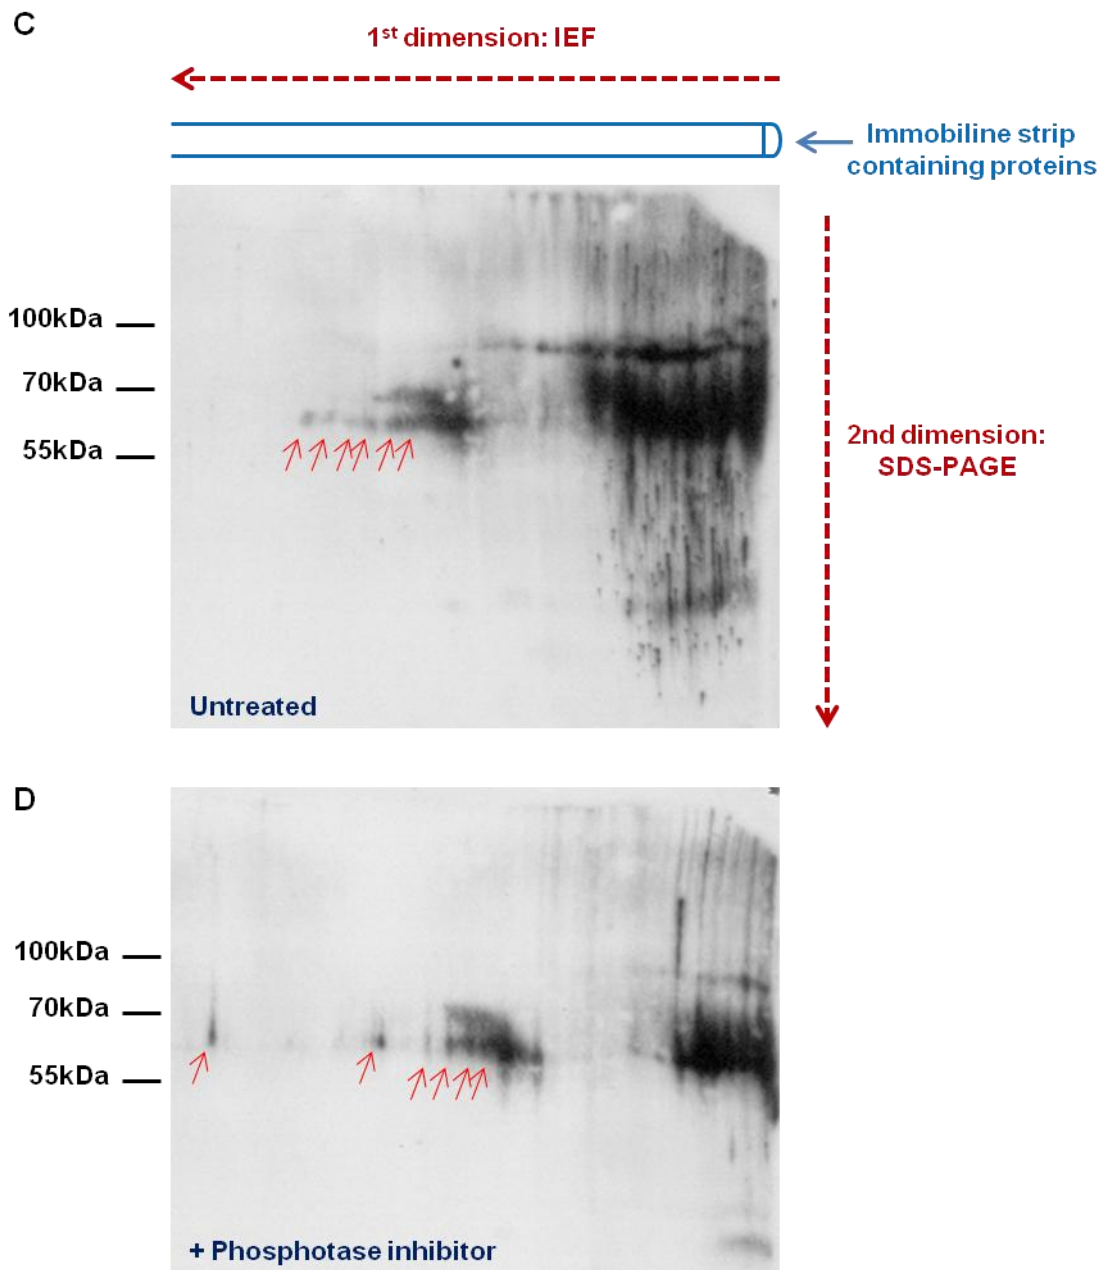 C
1st dimension: IEF
Immobiline strip
containing proteins
100kDa
70kDa
55kDa
2nd dimension:
SDS-PAGE
Untreated
D
100kDa
70kDa
55kDa
+ Phosphotase inhibitor